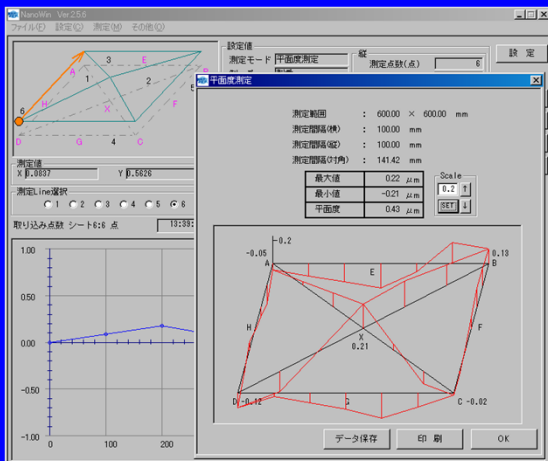 NanoWin Ver2.5.6
ファイル(F) 設定(C) 測定(M) その他(O)
設定値
測定モード 平面度測定
縦
測定点数(点) 6
設 定
A
B
C
D
E
F
G
H
X
1
2
3
4
5
6
測定値
X 0.0837 Y 0.5626
測定Line選択
1 2 3 4 5 6
取り込み点数 シート6:6 点
13:39:
1.00
0.50
0.00
-0.50
-1.00
0 100 200
平面度測定
測定範囲 : 600.00 × 600.00 mm
測定間隔(横) : 100.00 mm
測定間隔(縦) : 100.00 mm
測定間隔(対角) : 141.42 mm
最大値 0.22 μm
最小値 -0.21 μm
平面度 0.43 μm
Scale
0.2 ↑
SET ↓
0.2
-0.05
A
E
B
0.13
H
X
0.21
F
D -0.12
G
C -0.02
データ保存 印 刷 OK